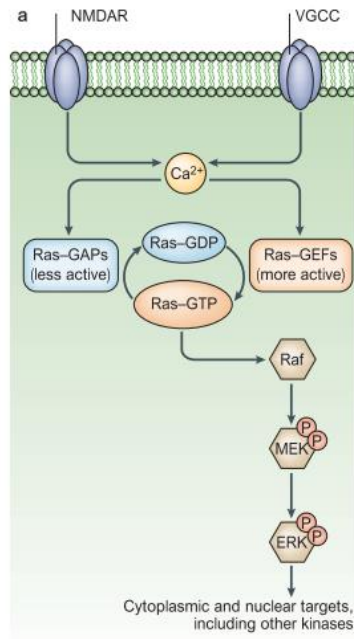 a
NMDAR
VGCC
Ca2+
Ras–GAPs
(less active)
Ras–GDP
Ras–GEFs
(more active)
Ras–GTP
Raf
P
P
MEK
P
P
ERK
Cytoplasmic and nuclear targets,
including other kinases